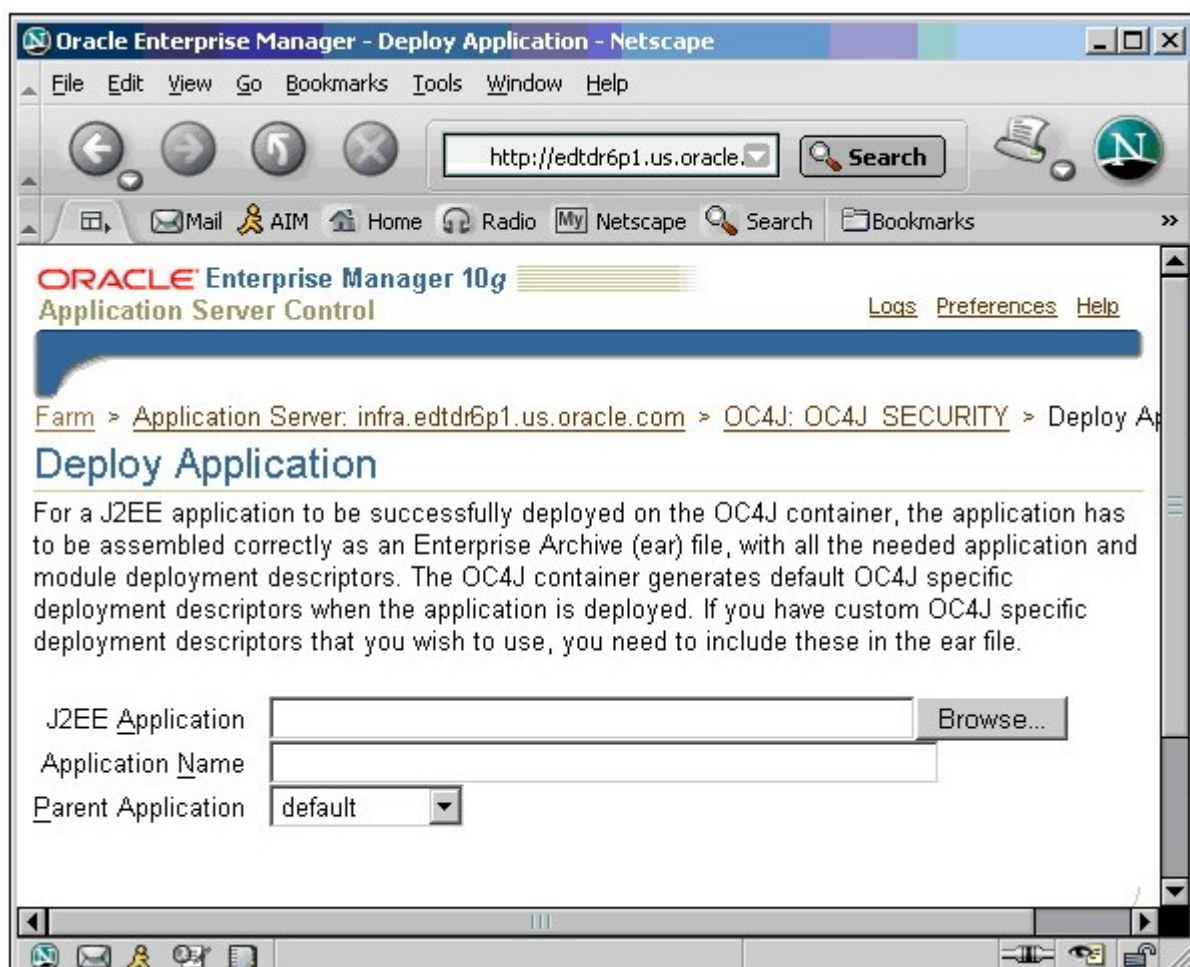 Oracle Enterprise Manager - Deploy Application - Netscape
File Edit View Go Bookmarks Tools Window Help
http://edtdr6p1.us.oracle. Search
Mail AIM Home Radio My Netscape Search Bookmarks »
ORACLE Enterprise Manager 10g
Application Server Control Logs Preferences Help
Farm > Application Server: infra.edtdr6p1.us.oracle.com > OC4J: OC4J SECURITY > Deploy Ap
Deploy Application
For a J2EE application to be successfully deployed on the OC4J container, the application has
to be assembled correctly as an Enterprise Archive (ear) file, with all the needed application and
module deployment descriptors. The OC4J container generates default OC4J specific
deployment descriptors when the application is deployed. If you have custom OC4J specific
deployment descriptors that you wish to use, you need to include these in the ear file.
J2EE Application Browse...
Application Name
Parent Application default